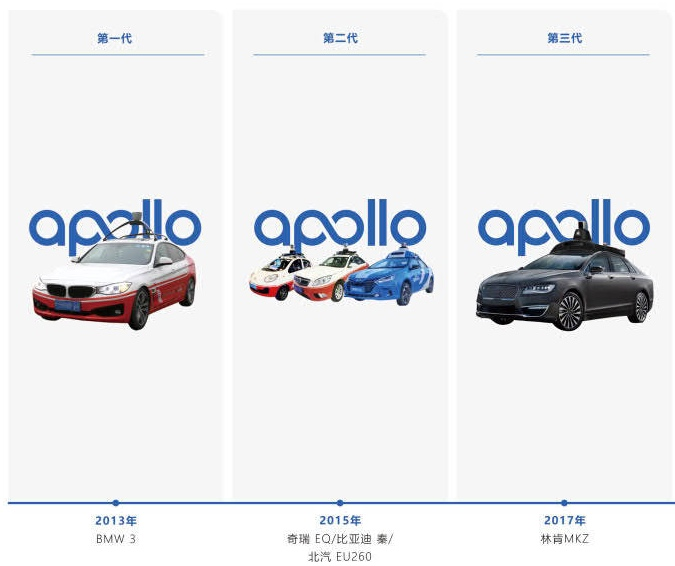 第一代
第二代
第三代
apollo
apollo
apollo
2013年
BMW 3
2015年
奇瑞 EQ/比亚迪 秦/
北汽 EU260
2017年
林肯MKZ